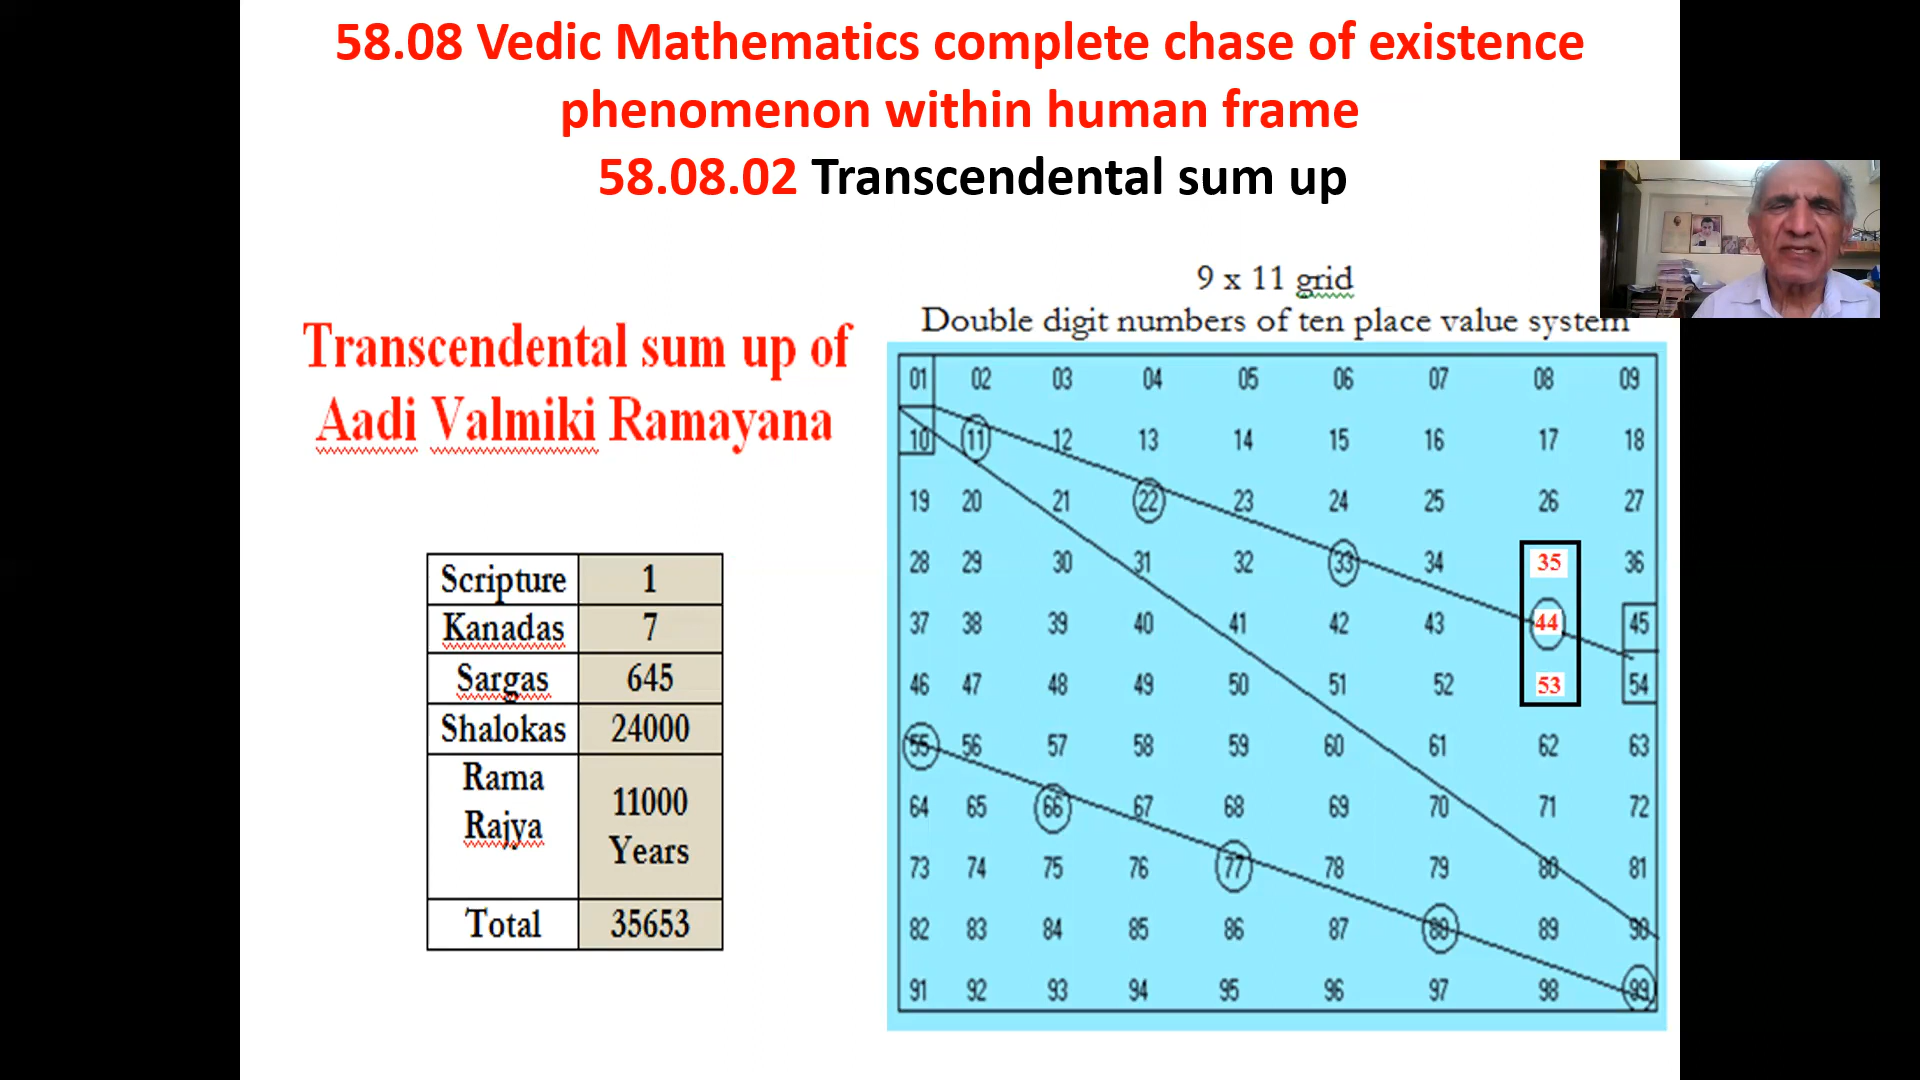 58.08 Vedic Mathematics complete chase of existence
phenomenon within human frame
58.08.02 Transcendental sum up
Transcendental sum up of
Aadi Valmiki Ramayana
Scripture 1
Kanadas 7
Sargas 645
Shalokas 24000
Rama Rajya 11000 Years
Total 35653
9 x 11 grid
Double digit numbers of ten place value system
01 02 03 04 05 06 07 08 09
10 11 12 13 14 15 16 17 18
19 20 21 22 23 24 25 26 27
28 29 30 31 32 33 34 35 36
37 38 39 40 41 42 43 44 45
46 47 48 49 50 51 52 53 54
55 56 57 58 59 60 61 62 63
64 65 66 67 68 69 70 71 72
73 74 75 76 77 78 79 80 81
82 83 84 85 86 87 88 89 90
91 92 93 94 95 96 97 98 99